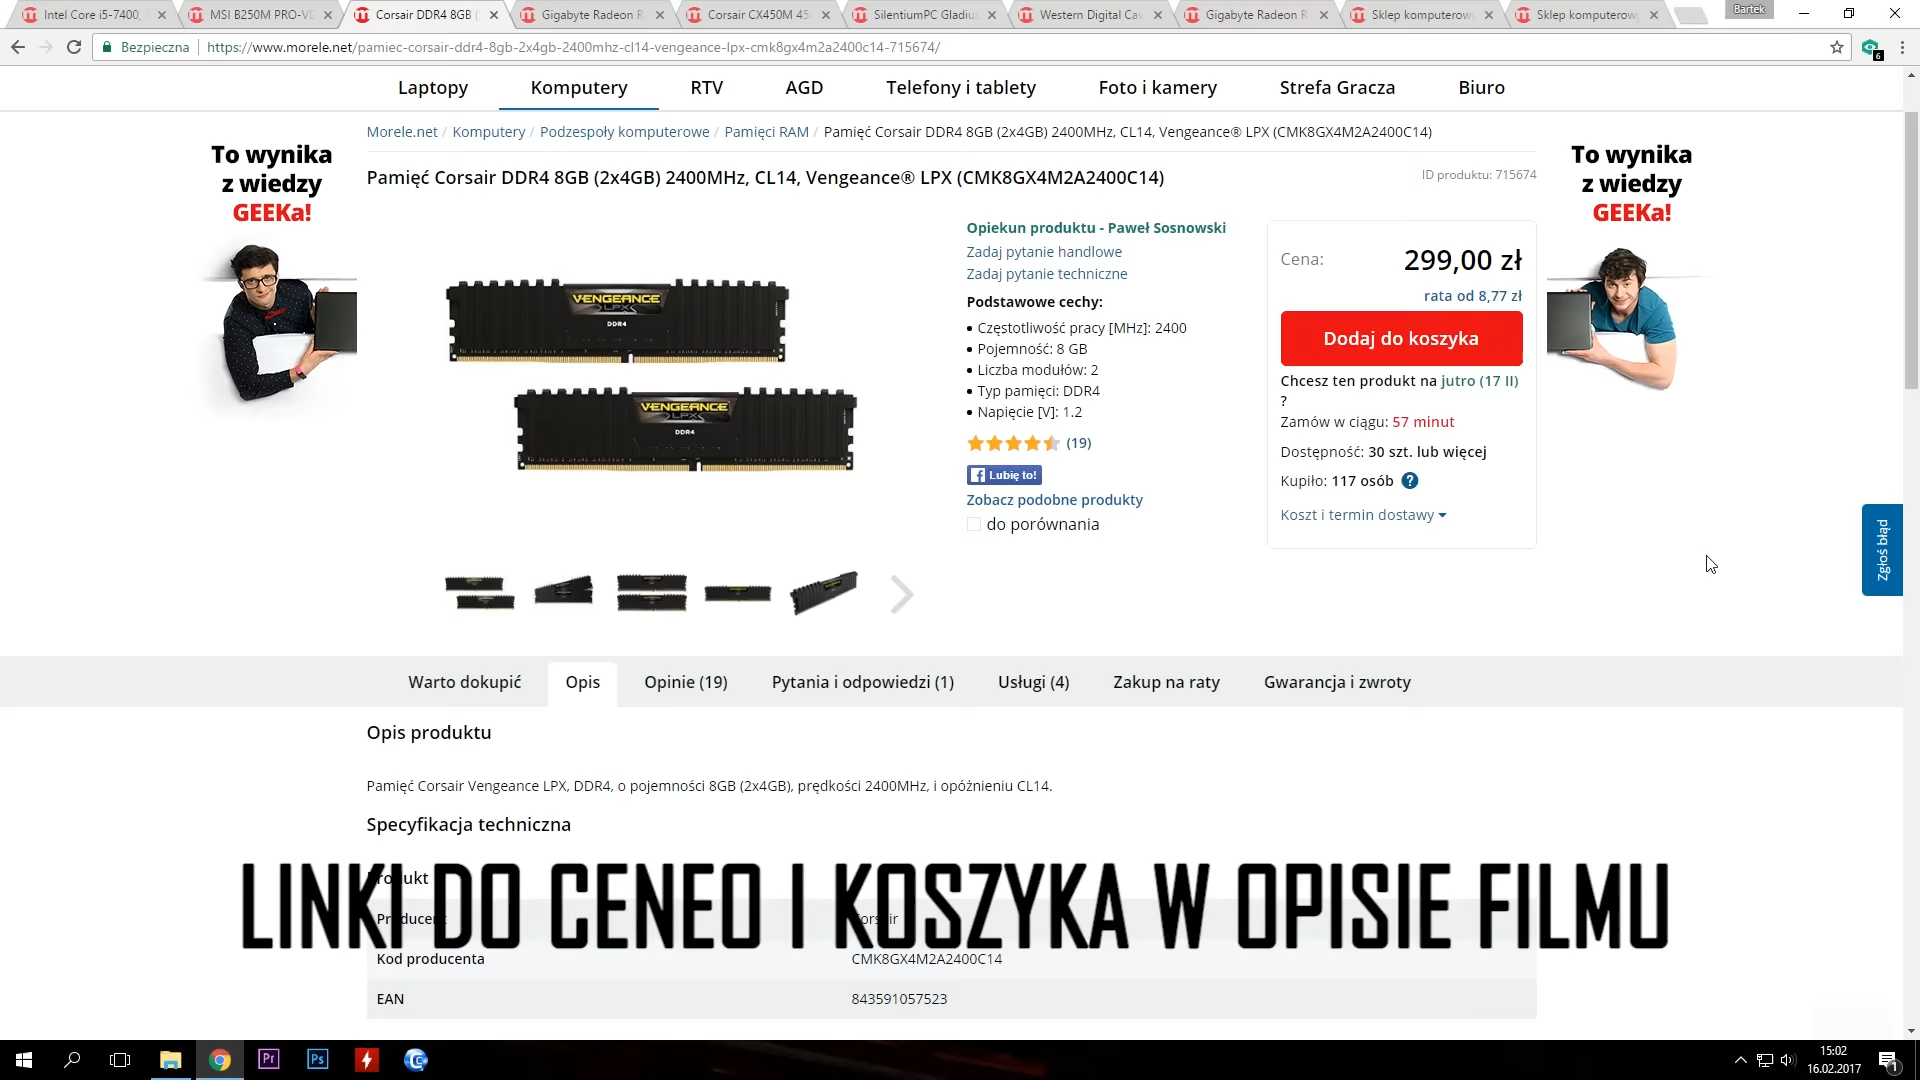 Intel Core i5-7400,
MSI B250M PRO-VD
Corsair DDR4 8GB (
Gigabyte Radeon R
Corsair CX450M 45
SilentiumPC Gladius
Western Digital Cav
Gigabyte Radeon R
Sklep komputerowy
Sklep komputerowy
Bartek
Bezpieczna
https://www.morele.net/pamiec-corsair-ddr4-8gb-2x4gb-2400mhz-cl14-vengeance-lpx-cmk8gx4m2a2400c14-715674/
6
Laptopy Komputery RTV AGD Telefony i tablety Foto i kamery Strefa Gracza Biuro
Morele.net / Komputery / Podzespoły komputerowe / Pamięci RAM / Pamięć Corsair DDR4 8GB (2x4GB) 2400MHz, CL14, Vengeance® LPX (CMK8GX4M2A2400C14)
To wynika
z wiedzy
GEEKa!
Pamięć Corsair DDR4 8GB (2x4GB) 2400MHz, CL14, Vengeance® LPX (CMK8GX4M2A2400C14)
ID produktu: 715674
To wynika
z wiedzy
GEEKa!
VENGEANCE
LPX
DDR4
VENGEANCE
LPX
DDR4
Opiekun produktu - Paweł Sosnowski
Zadaj pytanie handlowe
Zadaj pytanie techniczne
Podstawowe cechy:
• Częstotliwość pracy [MHz]: 2400
• Pojemność: 8 GB
• Liczba modułów: 2
• Typ pamięci: DDR4
• Napięcie [V]: 1.2
(19)
Lubię to!
Zobacz podobne produkty
do porównania
Cena: 299,00 zł
rata od 8,77 zł
Dodaj do koszyka
Chcesz ten produkt na jutro (17 II)
?
Zamów w ciągu: 57 minut
Dostępność: 30 szt. lub więcej
Kupiło: 117 osób ?
Koszt i termin dostawy
Zgłoś błąd
Warto dokupić Opis Opinie (19) Pytania i odpowiedzi (1) Usługi (4) Zakup na raty Gwarancja i zwroty
Opis produktu
Pamięć Corsair Vengeance LPX, DDR4, o pojemności 8GB (2x4GB), prędkości 2400MHz, i opóźnieniu CL14.
Specyfikacja techniczna
Produkt
LINKI DO CENEO I KOSZYKA W OPISIE FILMU
Producent Corsair
Kod producenta CMK8GX4M2A2400C14
EAN 843591057523
Pr
Ps
15:02
16.02.2017
1